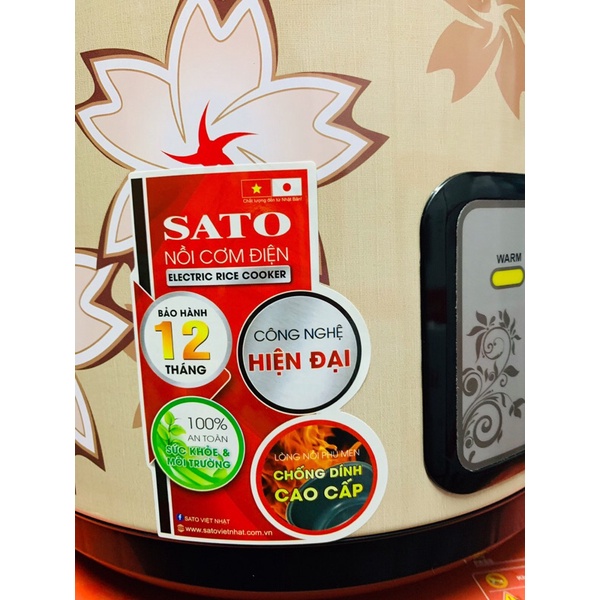 Chất lượng đến từ Nhật Bản!
SATO
NỒI CƠM ĐIỆN
ELECTRIC RICE COOKER
BẢO HÀNH
12
THÁNG
CÔNG NGHỆ
HIỆN ĐẠI
100%
AN TOÀN
SỨC KHỎE &
MÔI TRƯỜNG
LÒNG NỒI PHỦ MEN
CHỐNG DÍNH
CAO CẤP
SATO VIỆT NHẬT
www.satovietnhat.com.vn
WARM